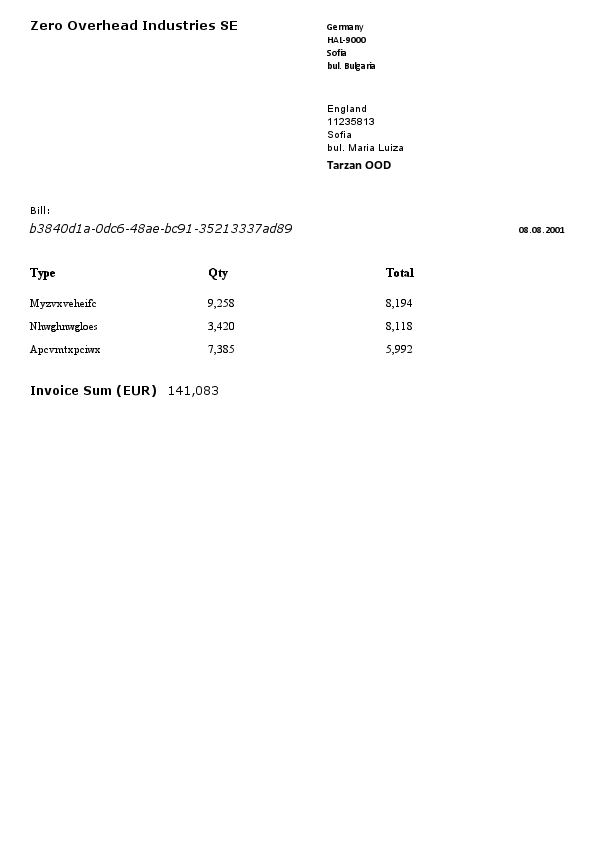 Zero Overhead Industries SE
Germany
HAL-9000
Sofia
bul. Bulgaria
England
11235813
Sofia
bul. Maria Luiza
Tarzan OOD
Bill:
b3840d1a-0dc6-48ae-bc91-35213337ad89
08.08.2001
Type Qty Total
Myzvxveheifc 9,258 8,194
Nhwghnwgloes 3,420 8,118
Apcvmtxpciwx 7,385 5,992
Invoice Sum (EUR) 141,083